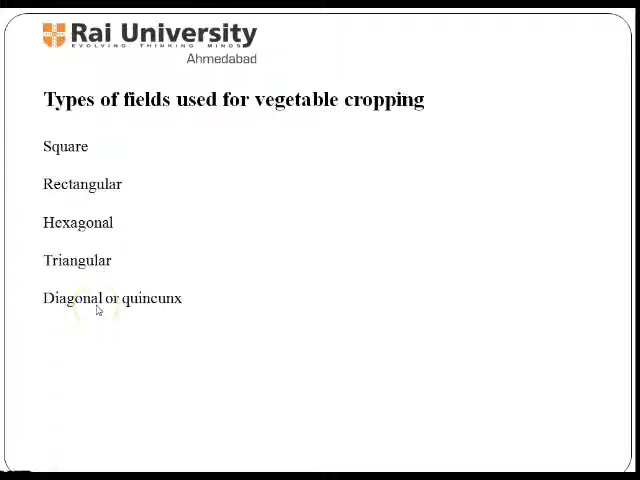 Rai University
EVOLVING. THINKING. MINDS
Ahmedabad
Types of fields used for vegetable cropping
Square
Rectangular
Hexagonal
Triangular
Diagonal or quincunx